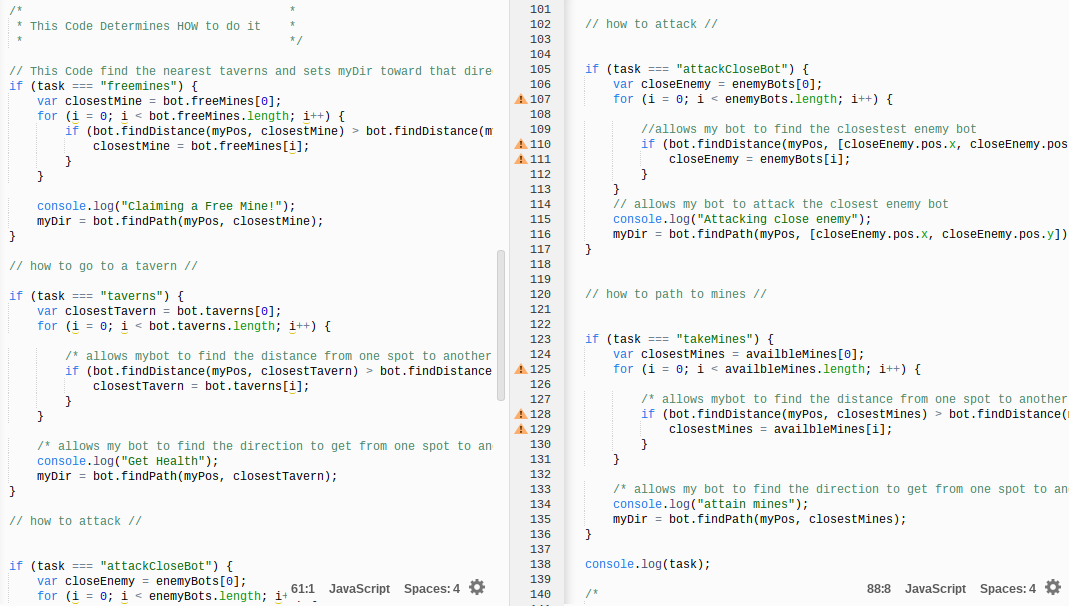 /*                                      *
 * This Code Determines HOW to do it    *
 *                                      */
// This Code find the nearest taverns and sets myDir toward that dire
if (task === "freemines") {
    var closestMine = bot.freeMines[0];
    for (i = 0; i < bot.freeMines.length; i++) {
        if (bot.findDistance(myPos, closestMine) > bot.findDistance(m
            closestMine = bot.freeMines[i];
        }
    }
    console.log("Claiming a Free Mine!");
    myDir = bot.findPath(myPos, closestMine);
}
// how to go to a tavern //
if (task === "taverns") {
    var closestTavern = bot.taverns[0];
    for (i = 0; i < bot.taverns.length; i++) {
        /* allows mybot to find the distance from one spot to another
        if (bot.findDistance(myPos, closestTavern) > bot.findDistance
            closestTavern = bot.taverns[i];
        }
    }
    /* allows my bot to find the direction to get from one spot to an
    console.log("Get Health");
    myDir = bot.findPath(myPos, closestTavern);
}
// how to attack //
if (task === "attackCloseBot") {
    var closeEnemy = enemyBots[0];
    for (i = 0; i < enemyBots.length; i+
61:1 JavaScript Spaces: 4
101
102 // how to attack //
103
104
105 if (task === "attackCloseBot") {
106     var closeEnemy = enemyBots[0];
107     for (i = 0; i < enemyBots.length; i++) {
108
109         //allows my bot to find the closestest enemy bot
110         if (bot.findDistance(myPos, [closeEnemy.pos.x, closeEnemy.pos
111             closeEnemy = enemyBots[i];
112         }
113     }
114     // allows my bot to attack the closest enemy bot
115     console.log("Attacking close enemy");
116     myDir = bot.findPath(myPos, [closeEnemy.pos.x, closeEnemy.pos.y])
117 }
118
119
120 // how to path to mines //
121
122
123 if (task === "takeMines") {
124     var closestMines = availbleMines[0];
125     for (i = 0; i < availbleMines.length; i++) {
126
127         /* allows mybot to find the distance from one spot to another
128         if (bot.findDistance(myPos, closestMines) > bot.findDistance(
129             closestMines = availbleMines[i];
130         }
131     }
132
133     /* allows my bot to find the direction to get from one spot to an
134     console.log("attain mines");
135     myDir = bot.findPath(myPos, closestMines);
136 }
137
138 console.log(task);
139
140 /*
88:8 JavaScript Spaces: 4